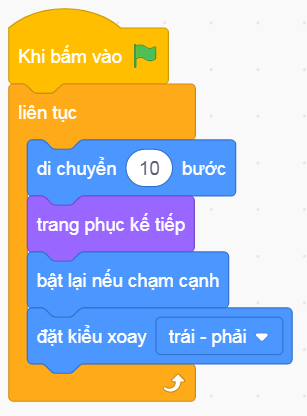 Khi bấm vào
liên tục
di chuyển 10 bước
trang phục kế tiếp
bật lại nếu chạm cạnh
đặt kiểu xoay trái - phải